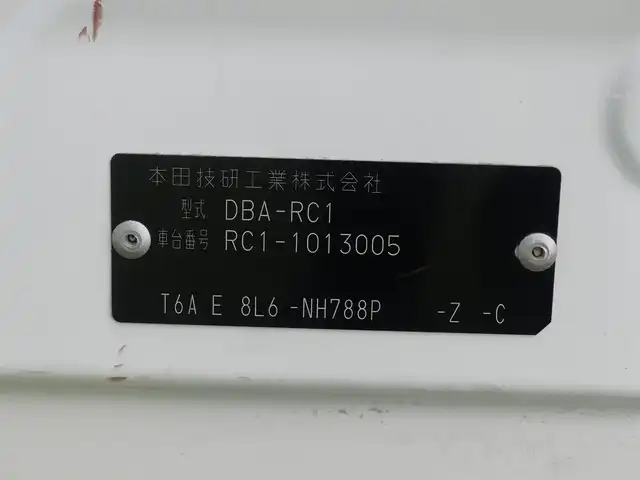 本田技研工業株式会社
型式 DBA-RC1
車台番号 RC1-1013005
T6A E 8L6 -NH788P -Z -C